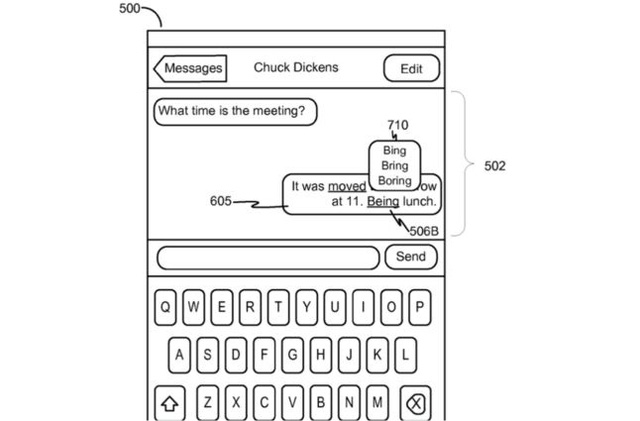 500
Messages Chuck Dickens Edit
What time is the meeting?
710
Bing
Bring
Boring
502
It was moved ow
605
at 11. Being lunch.
506B
Send
Q W E R T Y U I O P
A S D F G H J K L
Z X C V B N M